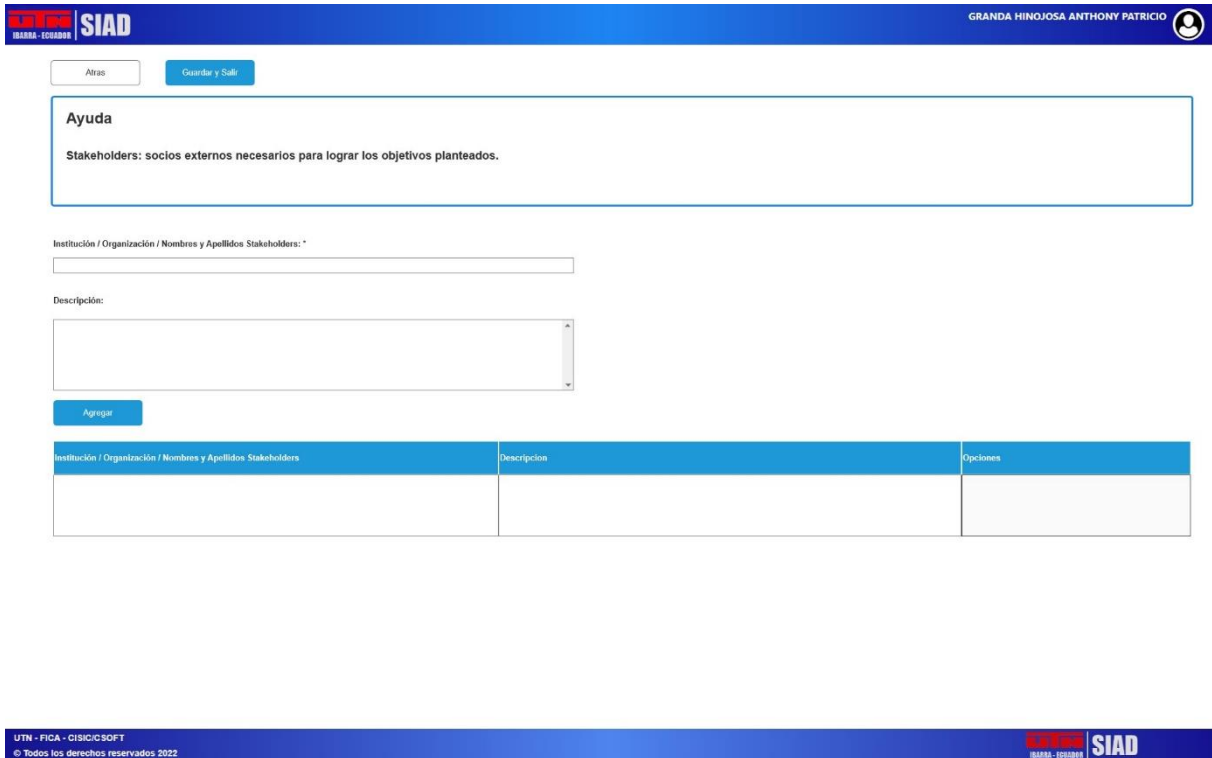 UTN SIAD
IBARRA - ECUADOR
GRANDA HINOJOSA ANTHONY PATRICIO
Atras
Guardar y Salir
Ayuda
Stakeholders: socios externos necesarios para lograr los objetivos planteados.
Institución / Organización / Nombres y Apellidos Stakeholders: *
Descripción:
Agregar
Institución / Organización / Nombres y Apellidos Stakeholders
Descripcion
Opciones
UTN - FICA - CISIC/CSOFT
© Todos los derechos reservados 2022
UTN SIAD
IBARRA - ECUADOR